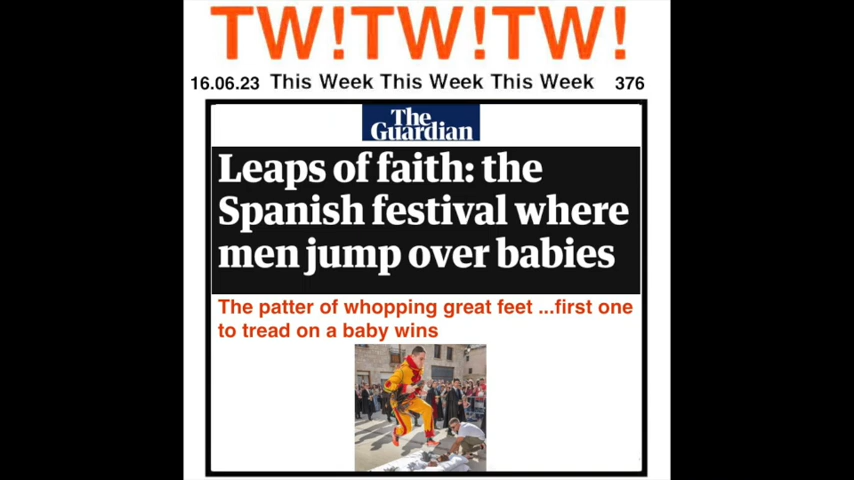 TW!TW!TW!
16.06.23 This Week This Week This Week 376
The
Guardian
Leaps of faith: the
Spanish festival where
men jump over babies
The patter of whopping great feet ...first one
to tread on a baby wins